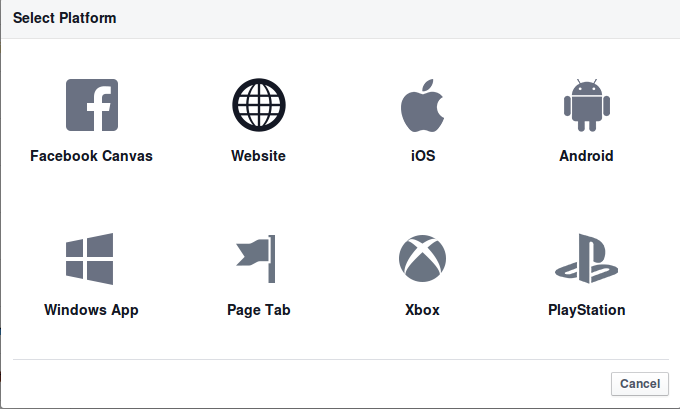 Select Platform
Facebook Canvas
Website
iOS
Android
Windows App
Page Tab
Xbox
PlayStation
Cancel